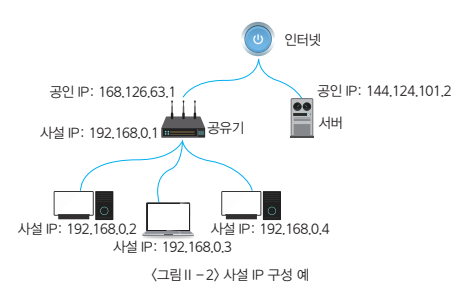 인터넷
공인 IP: 168.126.63.1
공인 IP: 144.124.101.2
사설 IP: 192.168.0.1
공유기
서버
사설 IP: 192.168.0.2
사설 IP: 192.168.0.4
사설 IP: 192.168.0.3
〈그림Ⅱ-2〉 사설 IP 구성 예